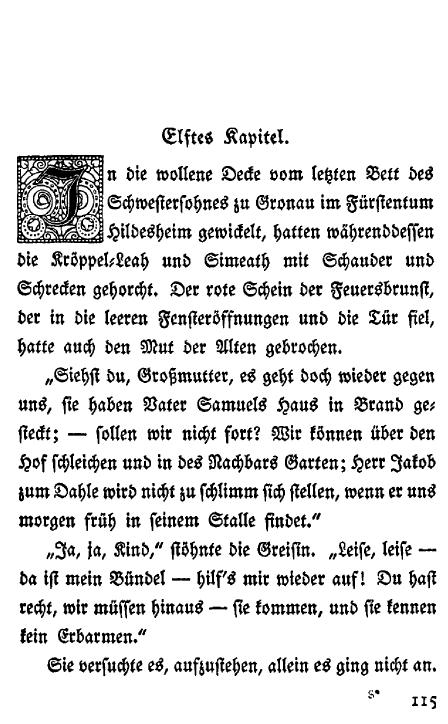 Elftes Kapitel.
In die wollene Decke vom letzten Bett des
Schwestersohnes zu Gronau im Fürstentum
Hildesheim gewickelt, hatten währenddessen
die Kröppel-Leah und Simeath mit Schauder und
Schrecken gehorcht. Der rote Schein der Feuersbrunst,
der in die leeren Fensteröffnungen und die Tür fiel,
hatte auch den Mut der Alten gebrochen.
„Siehst du, Großmutter, es geht doch wieder gegen
uns, sie haben Vater Samuels Haus in Brand ge-
steckt; — sollen wir nicht fort? Wir können über den
Hof schleichen und in des Nachbars Garten; Herr Jakob
zum Dahle wird nicht zu schlimm sich stellen, wenn er uns
morgen früh in seinem Stalle findet.“
„Ja, ja, Kind,“ stöhnte die Greisin. „Leise, leise —
da ist mein Bündel — hilf's mir wieder auf! Du hast
recht, wir müssen hinaus — sie kommen, und sie kennen
kein Erbarmen.“
Sie versuchte es, aufzustehen, allein es ging nicht an.
8*
115